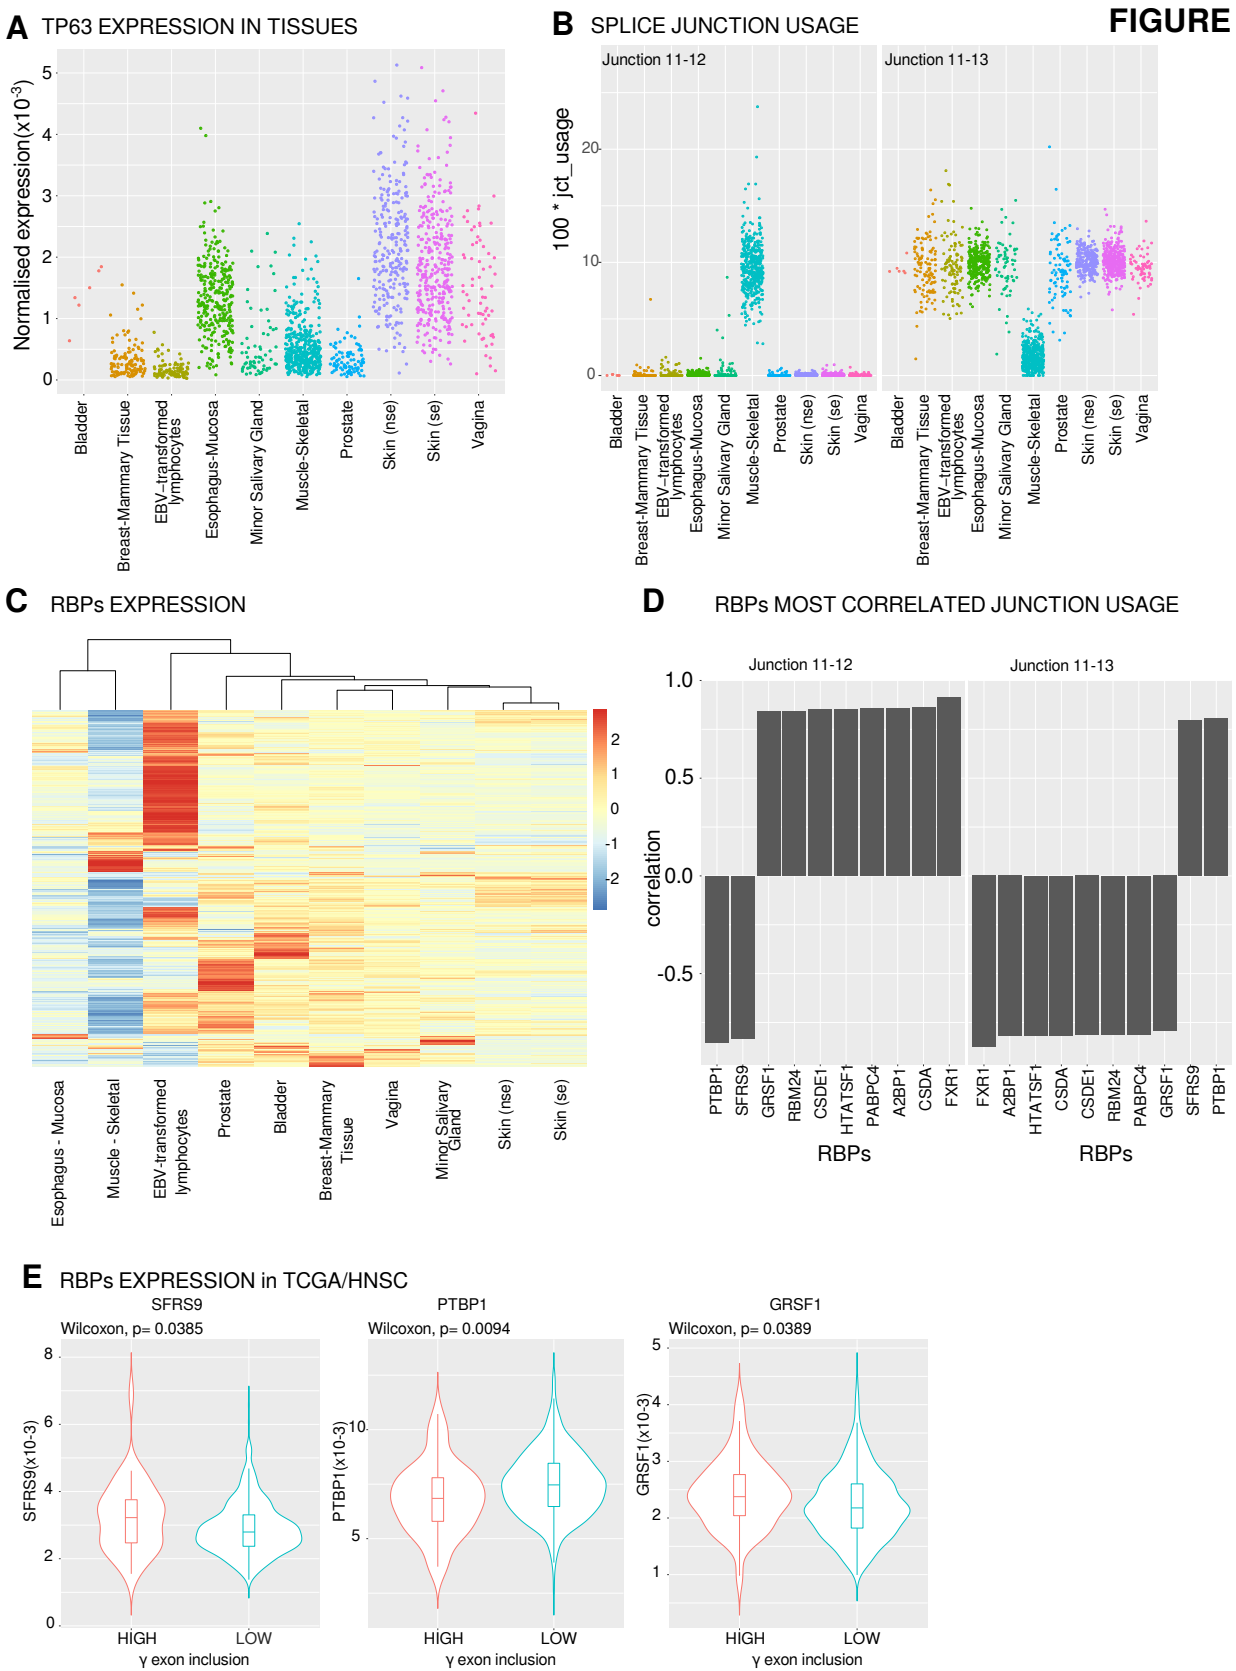 FIGURE
A TP63 EXPRESSION IN TISSUES
Normalised expression(x10-3)
5
4
3
2
1
0
Bladder
Breast-Mammary Tissue
EBV-transformed
lymphocytes
Esophagus-Mucosa
Minor Salivary Gland
Muscle-Skeletal
Prostate
Skin (nse)
Skin (se)
Vagina
B SPLICE JUNCTION USAGE
Junction 11-12
Junction 11-13
100 * jct_usage
20
10
0
Bladder
Breast-Mammary Tissue
EBV-transformed
lymphocytes
Esophagus-Mucosa
Minor Salivary Gland
Muscle-Skeletal
Prostate
Skin (nse)
Skin (se)
Vagina
Bladder
Breast-Mammary Tissue
EBV-transformed
lymphocytes
Esophagus-Mucosa
Minor Salivary Gland
Muscle-Skeletal
Prostate
Skin (nse)
Skin (se)
Vagina
C RBPs EXPRESSION
2
1
0
-1
-2
Esophagus - Mucosa
Muscle - Skeletal
EBV-transformed
lymphocytes
Prostate
Bladder
Breast-Mammary
Tissue
Vagina
Minor Salivary
Gland
Skin (nse)
Skin (se)
D RBPs MOST CORRELATED JUNCTION USAGE
Junction 11-12
Junction 11-13
correlation
1.0
0.5
0.0
-0.5
PTBP1
SFRS9
GRSF1
RBM24
CSDE1
HTATSF1
PABPC4
A2BP1
CSDA
FXR1
FXR1
A2BP1
HTATSF1
CSDA
CSDE1
RBM24
PABPC4
GRSF1
SFRS9
PTBP1
RBPs
RBPs
E RBPs EXPRESSION in TCGA/HNSC
SFRS9
Wilcoxon, p= 0.0385
SFRS9(x10-3)
8
6
4
2
0
HIGH
LOW
γ exon inclusion
PTBP1
Wilcoxon, p= 0.0094
PTBP1(x10-3)
10
5
HIGH
LOW
γ exon inclusion
GRSF1
Wilcoxon, p= 0.0389
GRSF1(x10-3)
5
4
3
2
1
HIGH
LOW
γ exon inclusion